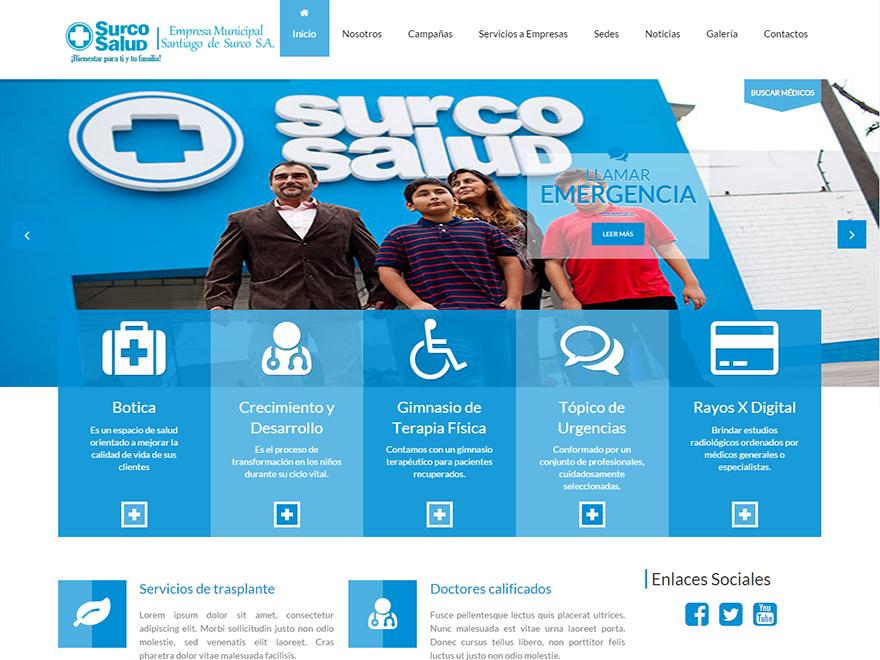 Surco
Salud
¡Bienestar para ti y tu familia!
Empresa Municipal
Santiago de Surco S.A.
Inicio
Nosotros
Campañas
Servicios a Empresas
Sedes
Noticias
Galería
Contactos
BUSCAR MÉDICOS
surco
salud
LLAMAR
EMERGENCIA
LEER MÁS
Botica
Es un espacio de salud
orientado a mejorar la
calidad de vida de sus
clientes
Crecimiento y
Desarrollo
Es el proceso de
transformación en los niños
durante su ciclo vital.
Gimnasio de
Terapia Física
Contamos con un gimnasio
terapéutico para pacientes
recuperados.
Tópico de
Urgencias
Conformado por un
conjunto de profesionales,
cuidadosamente
seleccionadas.
Rayos X Digital
Brindar estudios
radiológicos ordenados por
médicos generales o
especialistas.
Servicios de trasplante
Lorem ipsum dolor sit amet, consectetur
adipiscing elit. Morbi sollicitudin justo non odio
molestie, sed venenatis elit laoreet. Cras
pharetra dolor vitae malesuada facilisis.
Doctores calificados
Fusce pellentesque lectus quis placerat ultrices.
Nunc malesuada est vitae urna laoreet porta.
Donec cursus tellus libero, non porttitor felis
luctus ut justo non odio molestie.
Enlaces Sociales
You
Tube